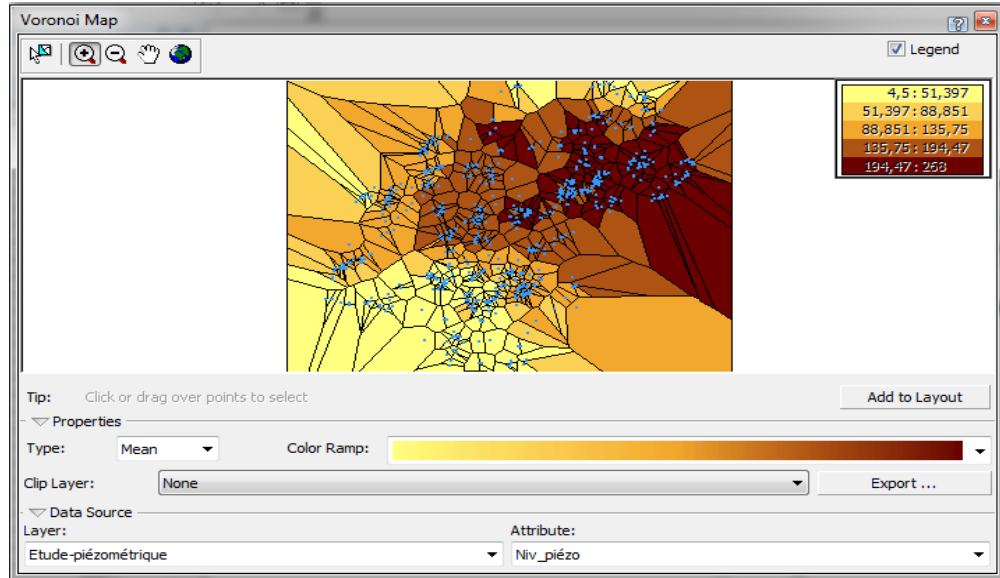 Voronoi Map
Legend
4,5 : 51,397
51,397 : 88,851
88,851 : 135,75
135,75 : 194,47
194,47 : 268
Tip: Click or drag over points to select Add to Layout
Properties
Type: Mean Color Ramp:
Clip Layer: None Export ...
Data Source
Layer: Attribute:
Etude-piézométrique Niv_piézo